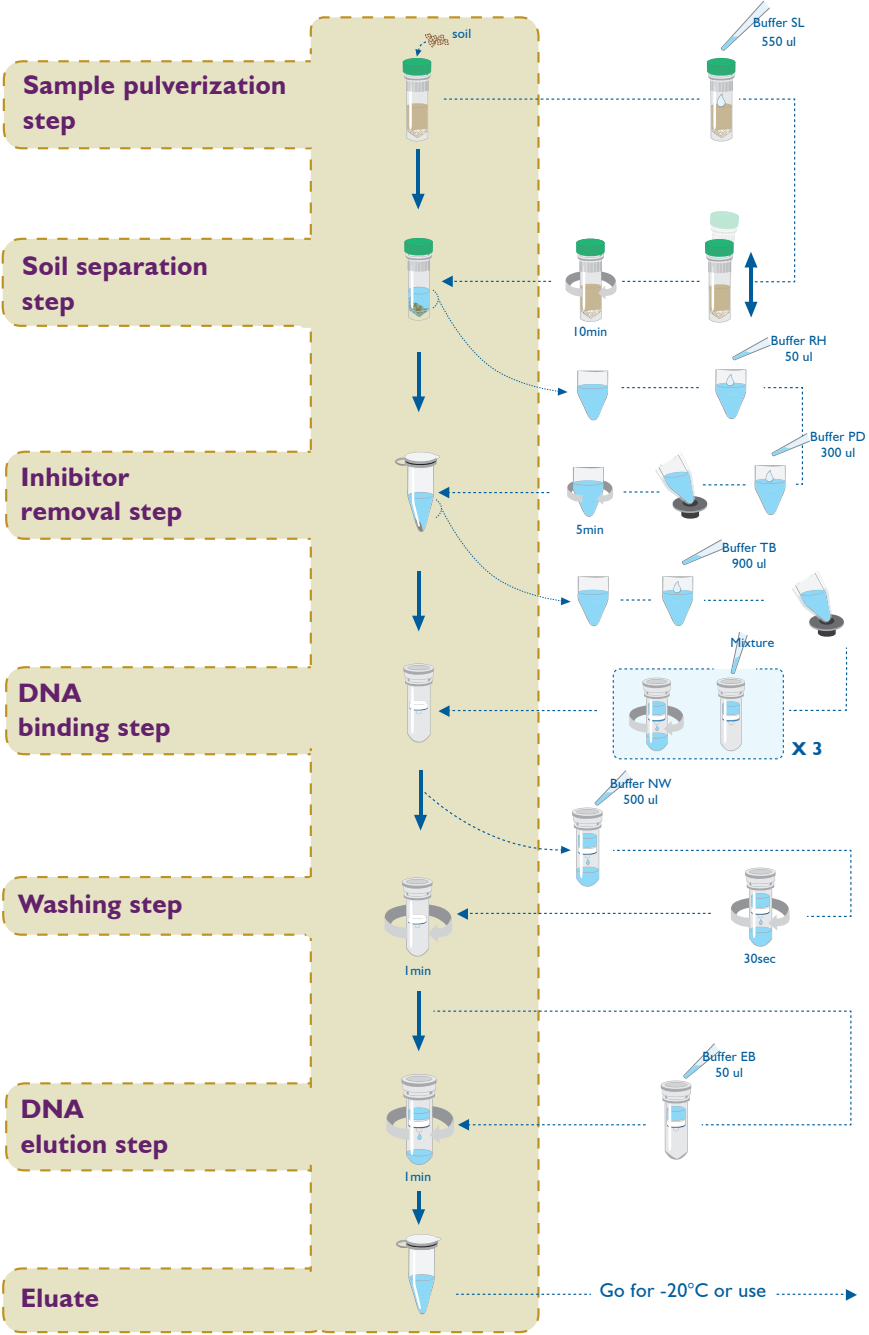 soil
Buffer SL
550 ul
Sample pulverization
step
Soil separation
step
10min
Buffer RH
50 ul
Buffer PD
300 ul
Inhibitor
removal step
5min
Buffer TB
900 ul
Mixture
DNA
binding step
X 3
Buffer NW
500 ul
Washing step
1min
30sec
Buffer EB
50 ul
DNA
elution step
1min
Eluate
Go for -20°C or use